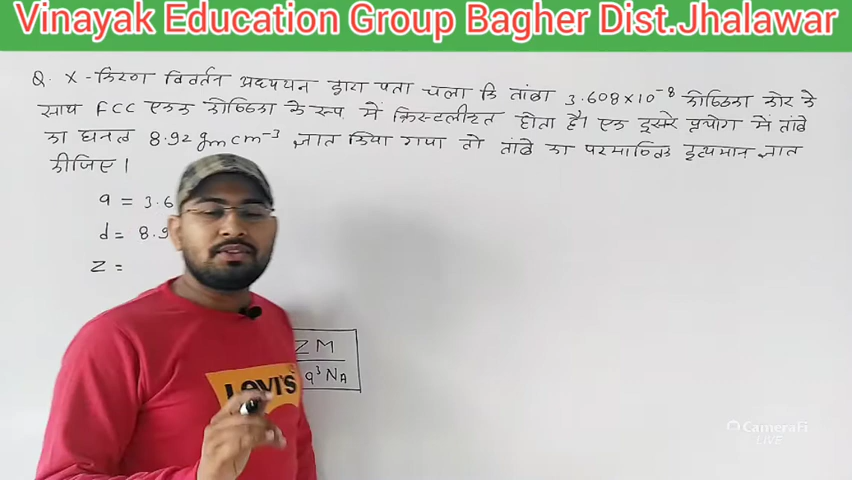 Vinayak Education Group Bagher Dist.Jhalawar
Q. X-किरण विवर्तन अध्ययन द्वारा पता चला कि तांबा 3.608×10⁻⁸ कोष्ठिका कोर के
साथ FCC एकक कोष्ठिका के रूप में क्रिस्टलीकृत होता है। एक दूसरे प्रयोग में तांबे
का घनत्व 8.92 gm cm⁻³ ज्ञात किया गया तो तांबे का परमाण्विक द्रव्यमान ज्ञात
कीजिए।
a = 3.6
d = 8.9
Z =
ZM
a³NA
LEVI'S
CameraFi
LIVE